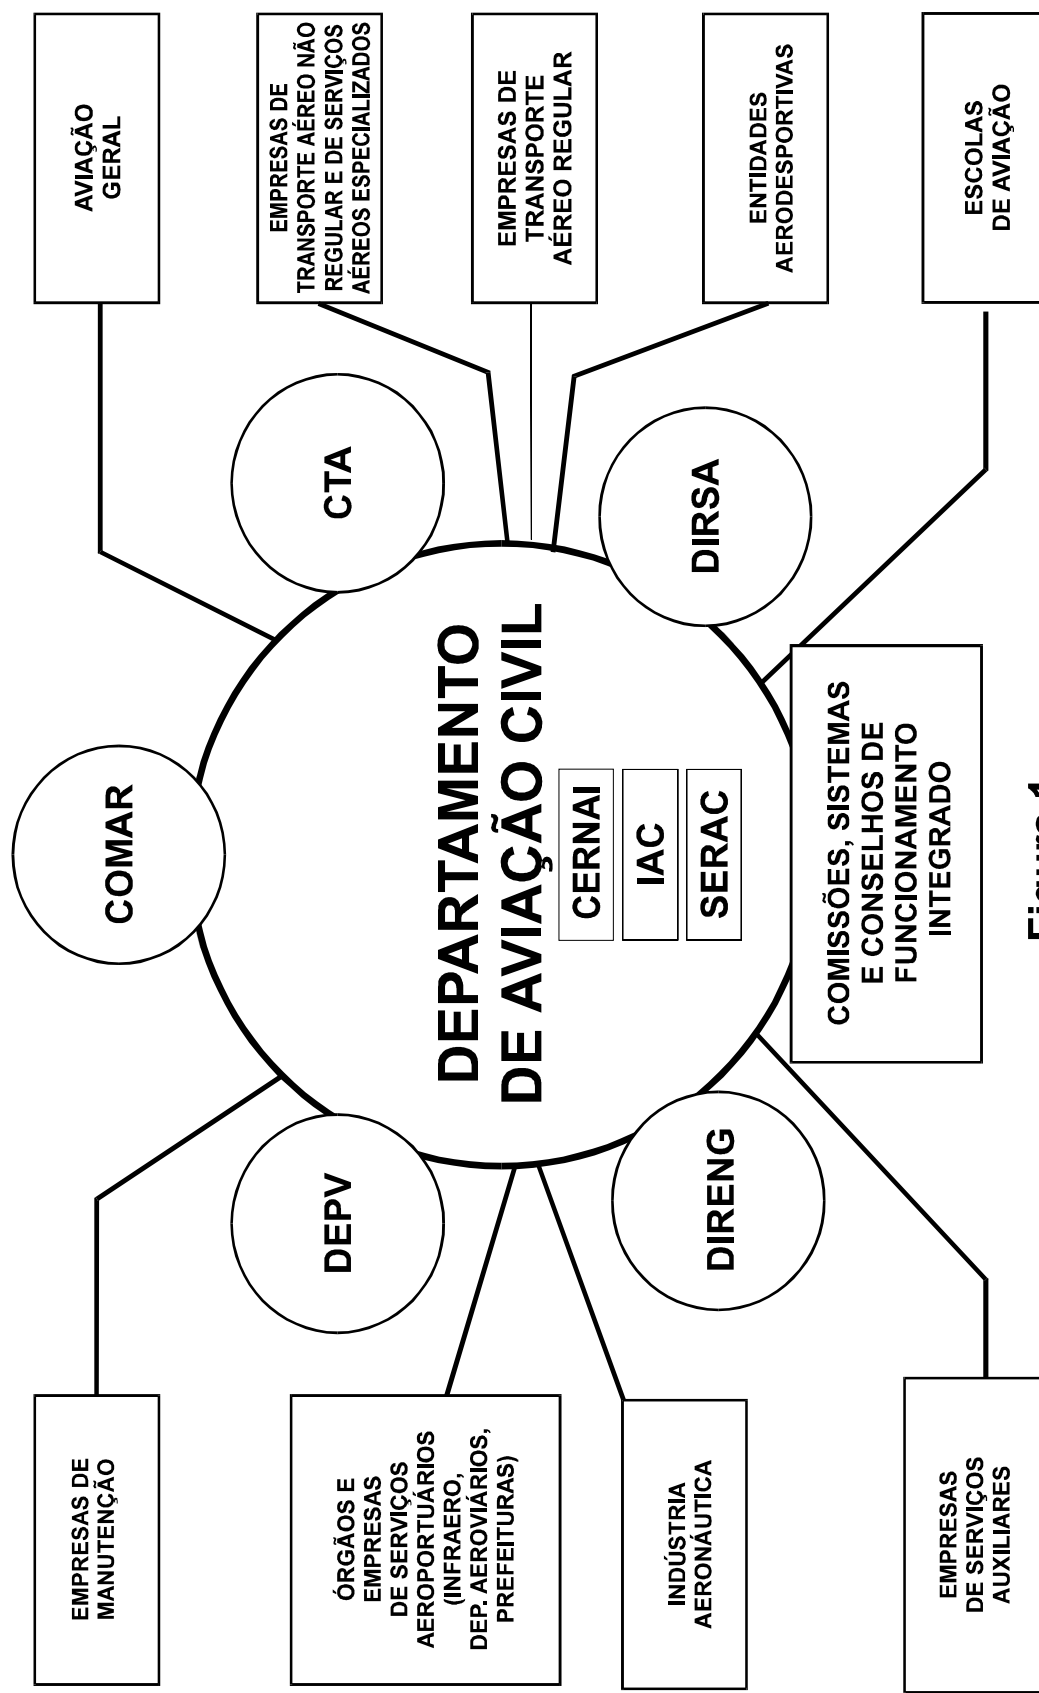 COMAR
EMPRESAS DE
MANUTENÇÃO
AVIAÇÃO
GERAL
DEPV
CTA
ÓRGÃOS E
EMPRESAS
DE SERVIÇOS
AEROPORTUÁRIOS
(INFRAERO,
DEP. AEROVIÁRIOS,
PREFEITURAS)
EMPRESAS DE
TRANSPORTE AÉREO NÃO
REGULAR E DE SERVIÇOS
AÉREOS ESPECIALIZADOS
DEPARTAMENTO
DE AVIAÇÃO CIVIL
EMPRESAS DE
TRANSPORTE
AÉREO REGULAR
CERNAI
IAC
SERAC
INDÚSTRIA
AERONÁUTICA
DIRENG
DIRSA
ENTIDADES
AERODESPORTIVAS
COMISSÕES, SISTEMAS
E CONSELHOS DE
FUNCIONAMENTO
INTEGRADO
EMPRESAS
DE SERVIÇOS
AUXILIARES
ESCOLAS
DE AVIAÇÃO
Figura 1